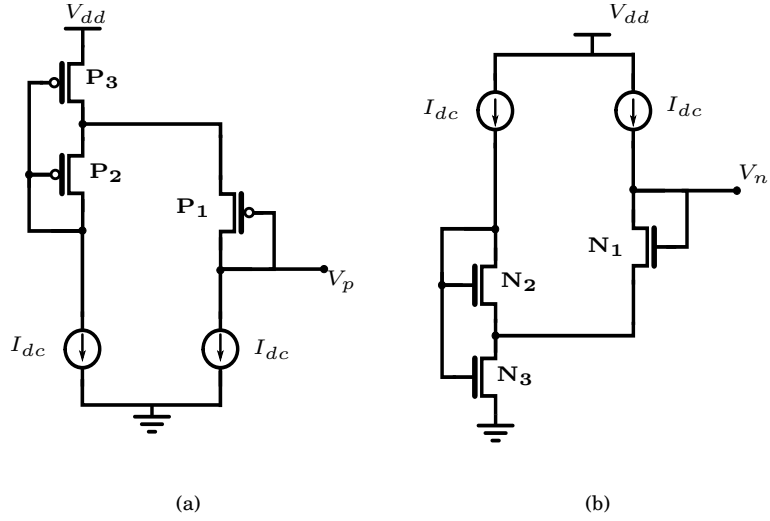 V_dd
P_3
P_2
P_1
V_p
I_dc
I_dc
(a)
V_dd
I_dc
I_dc
V_n
N_1
N_2
N_3
(b)